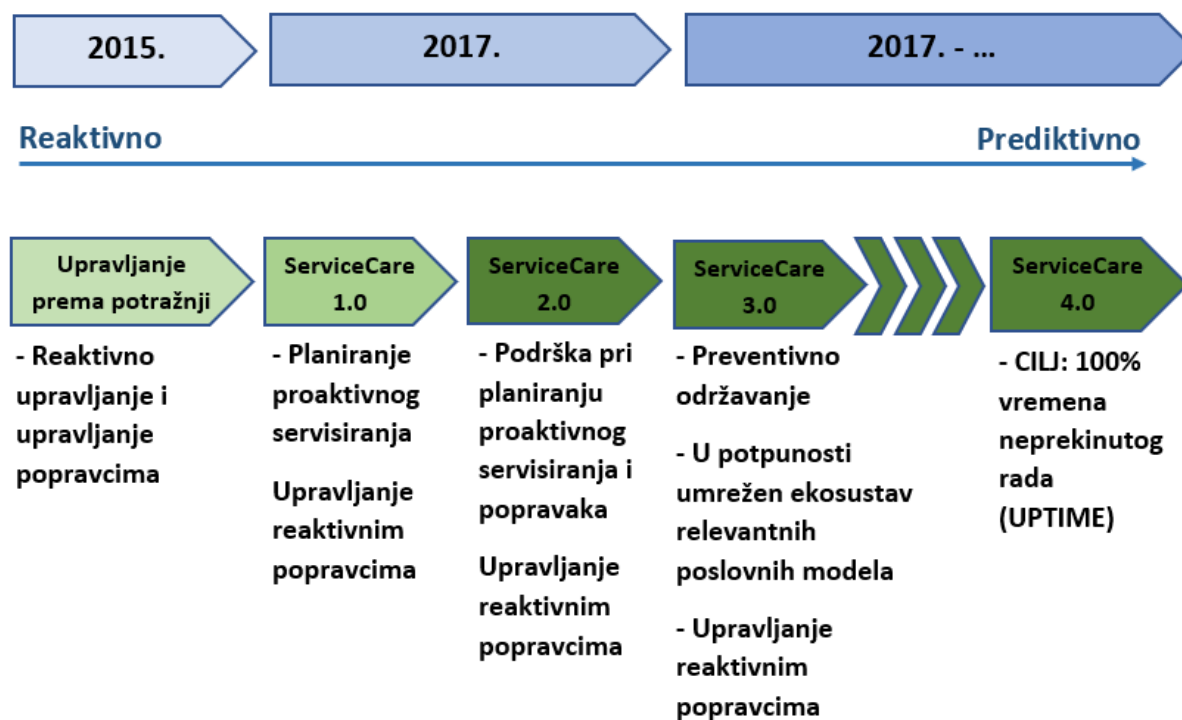 2015.
2017.
2017. - ...
Reaktivno
Prediktivno
Upravljanje
prema potražnji
ServiceCare
1.0
ServiceCare
2.0
ServiceCare
3.0
ServiceCare
4.0
- Reaktivno
upravljanje i
upravljanje
popravcima
- Planiranje
proaktivnog
servisiranja
Upravljanje
reaktivnim
popravcima
- Podrška pri
planiranju
proaktivnog
servisiranja i
popravaka
Upravljanje
reaktivnim
popravcima
- Preventivno
održavanje
- U potpunosti
umrežen ekosustav
relevantnih
poslovnih modela
- Upravljanje
reaktivnim
popravcima
- CILJ: 100%
vremena
neprekinutog
rada
(UPTIME)